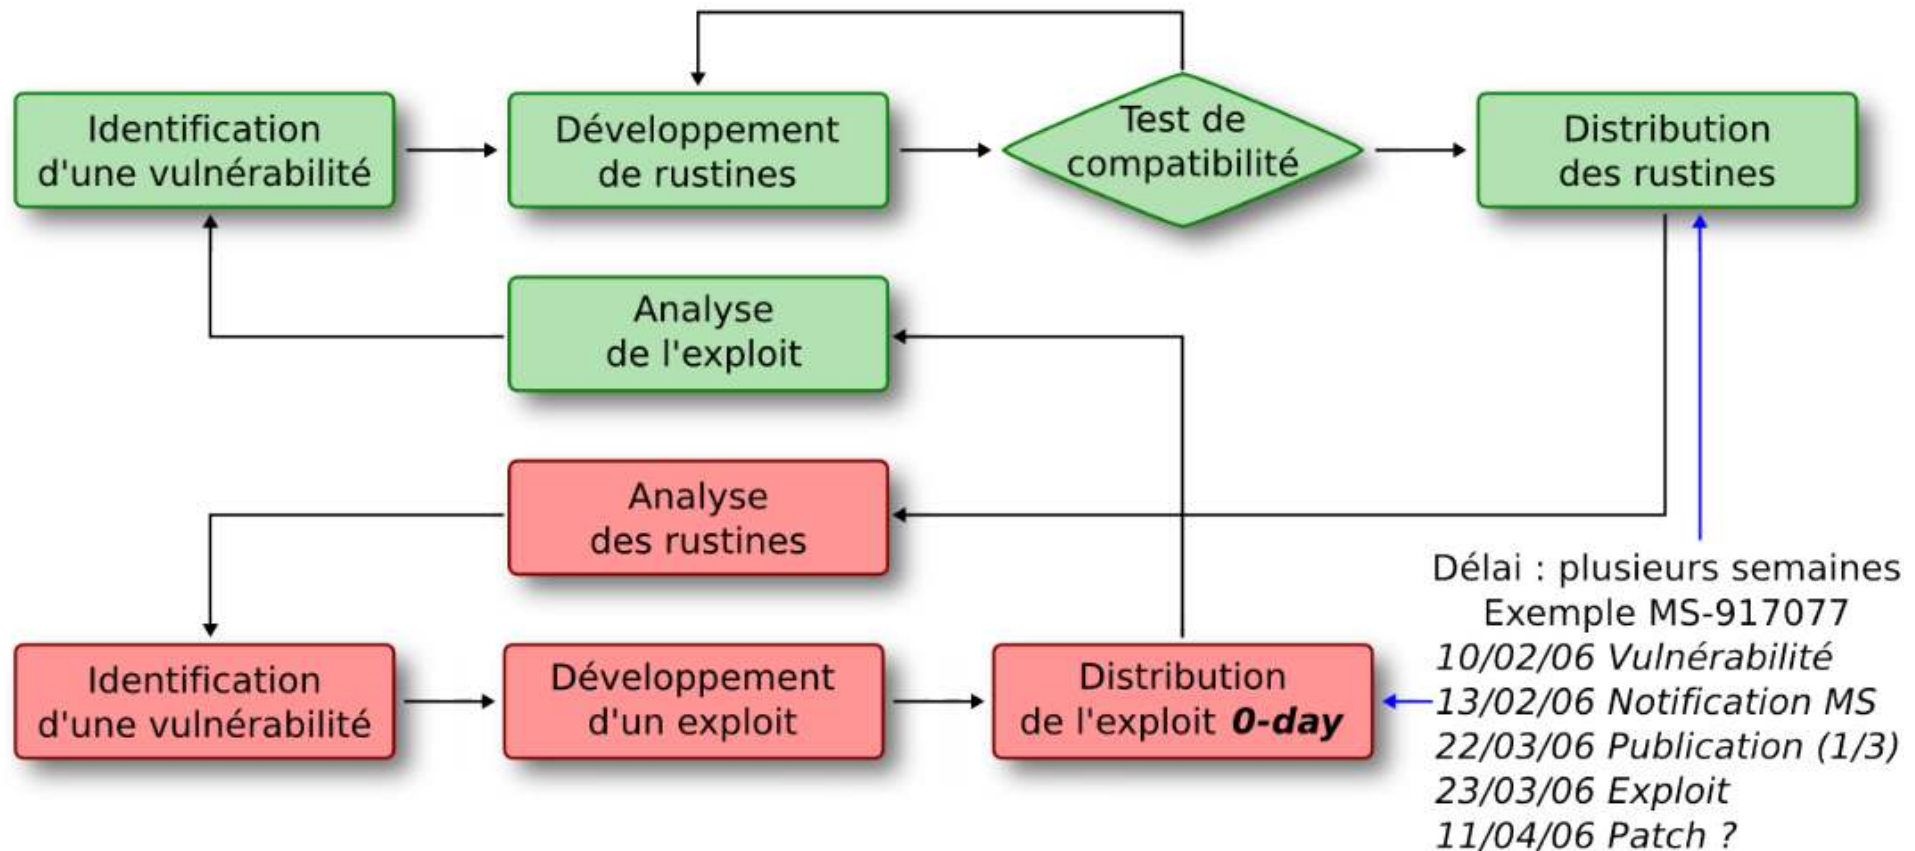 Identification
d'une vulnérabilité
Développement
de rustines
Test de
compatibilité
Distribution
des rustines
Analyse
de l'exploit
Analyse
des rustines
Identification
d'une vulnérabilité
Développement
d'un exploit
Distribution
de l'exploit 0-day
Délai : plusieurs semaines
Exemple MS-917077
10/02/06 Vulnérabilité
13/02/06 Notification MS
22/03/06 Publication (1/3)
23/03/06 Exploit
11/04/06 Patch ?